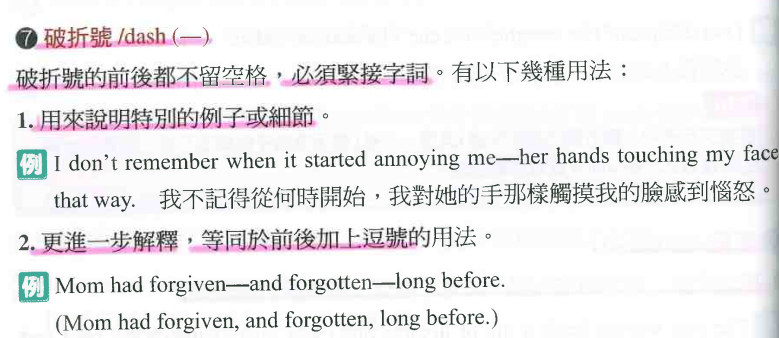 ❼ 破折號 /dash (—)
破折號的前後都不留空格，必須緊接字詞。有以下幾種用法：
1. 用來說明特別的例子或細節。
例 I don't remember when it started annoying me—her hands touching my face
that way. 我不記得從何時開始，我對她的手那樣觸摸我的臉感到惱怒。
2. 更進一步解釋，等同於前後加上逗號的用法。
例 Mom had forgiven—and forgotten—long before.
(Mom had forgiven, and forgotten, long before.)